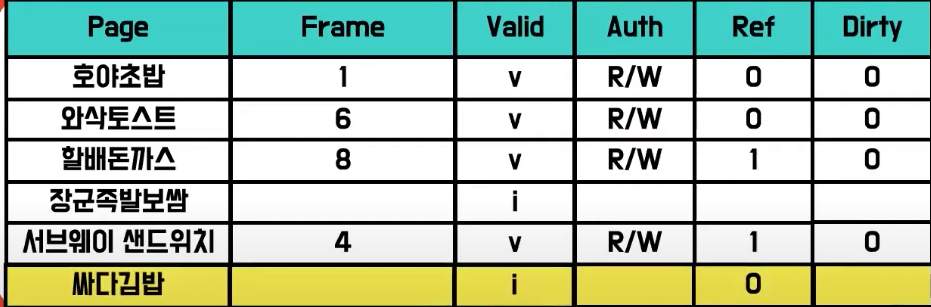 Page Frame Valid Auth Ref Dirty
호야초밥 1 v R/W 0 0
와삭토스트 6 v R/W 0 0
할배돈까스 8 v R/W 1 0
장군족발보쌈 i
서브웨이 샌드위치 4 v R/W 1 0
싸다김밥 i 0